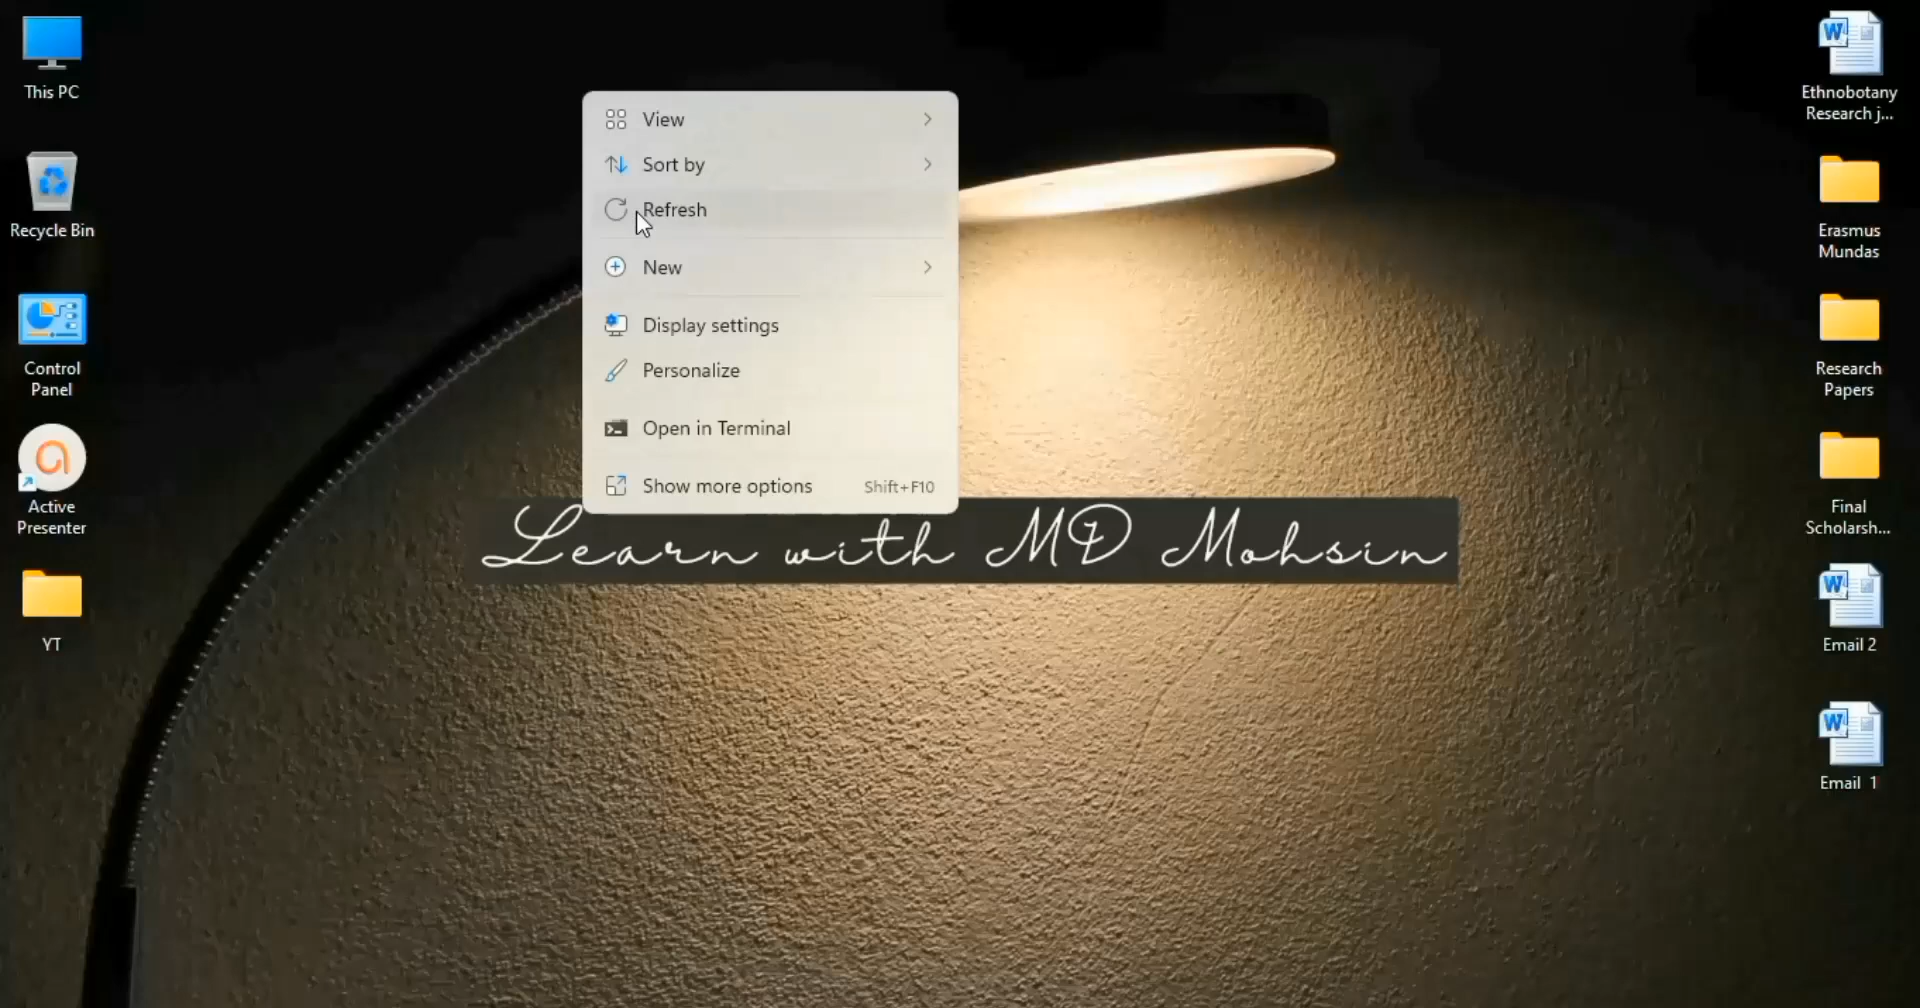 This PC
Recycle Bin
Control
Panel
Active
Presenter
YT
View
Sort by
Refresh
New
Display settings
Personalize
Open in Terminal
Show more options Shift+F10
Learn with MD Mohsin
Ethnobotany
Research j...
Erasmus
Mundas
Research
Papers
Final
Scholarsh...
Email 2
Email 1